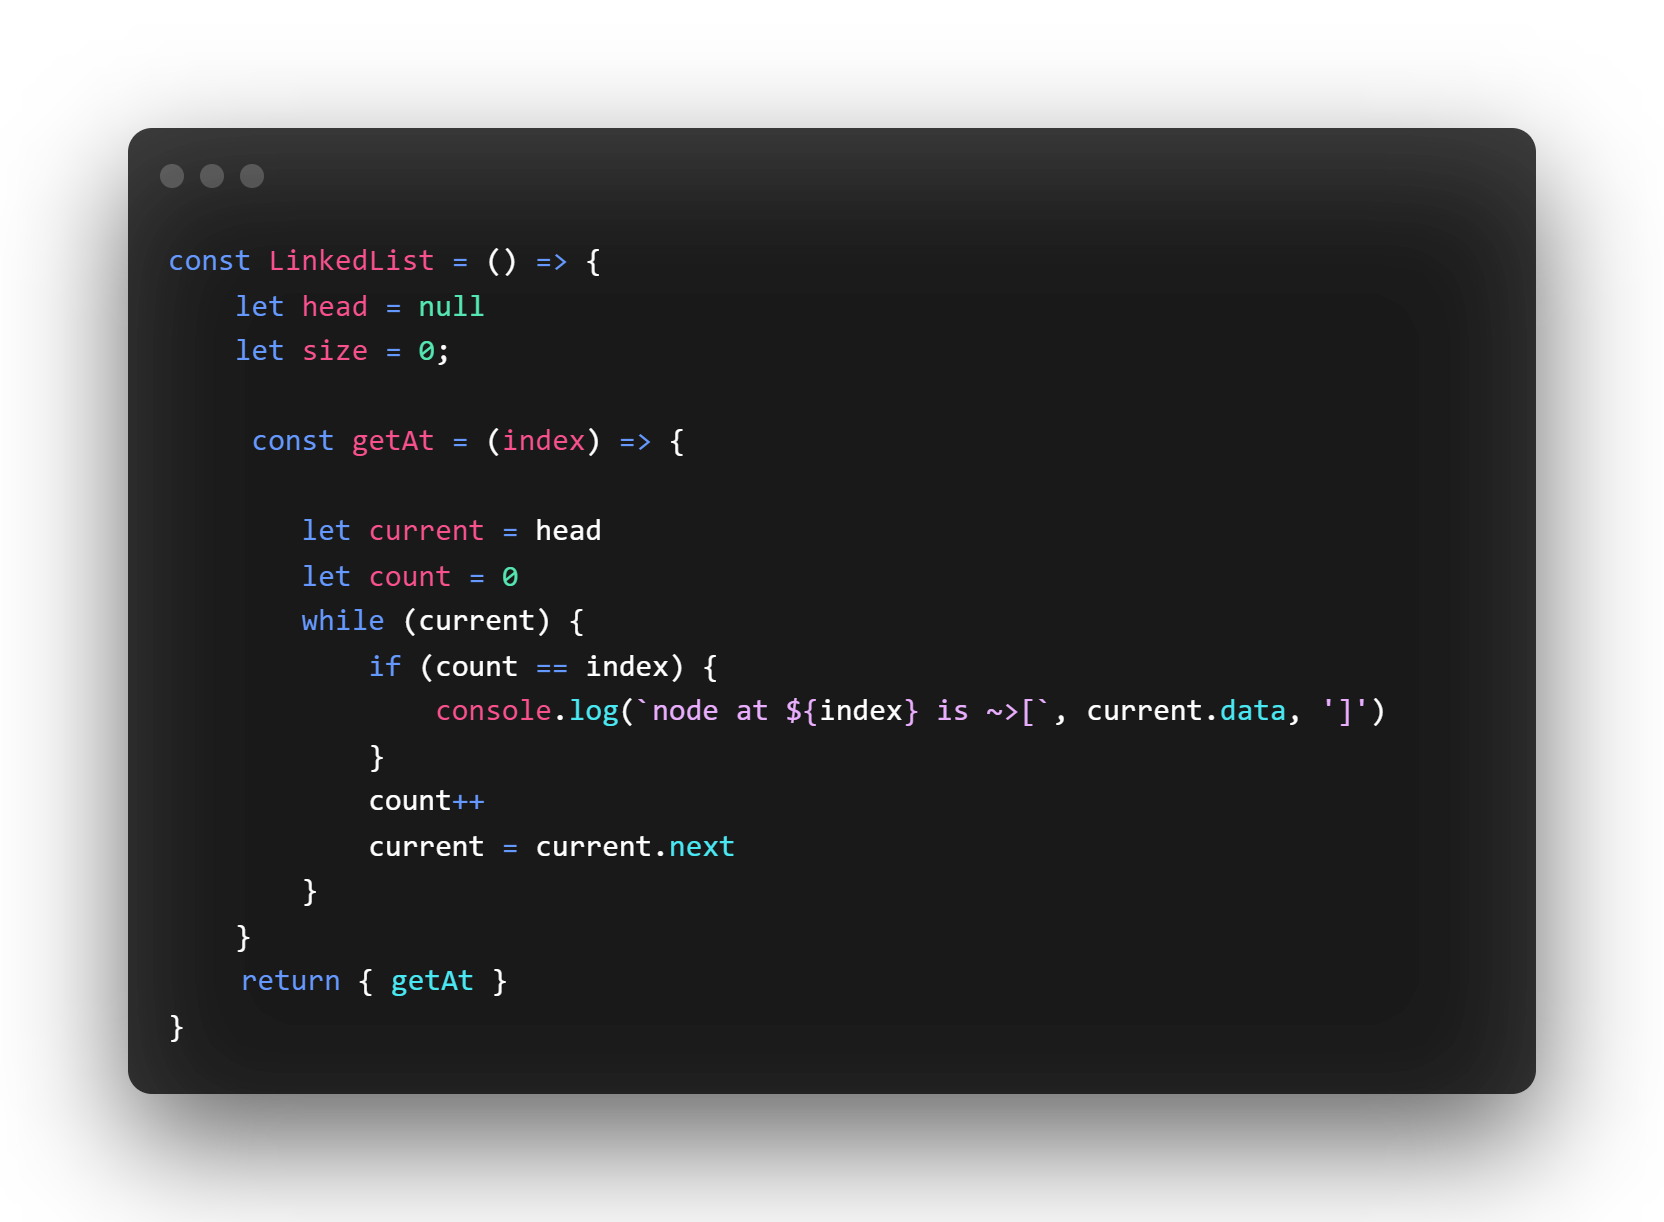 const LinkedList = () => {
    let head = null
    let size = 0;

     const getAt = (index) => {

        let current = head
        let count = 0
        while (current) {
            if (count == index) {
                console.log(`node at ${index} is ~>[`, current.data, ']')
            }
            count++
            current = current.next
        }
    }
    return { getAt }
}